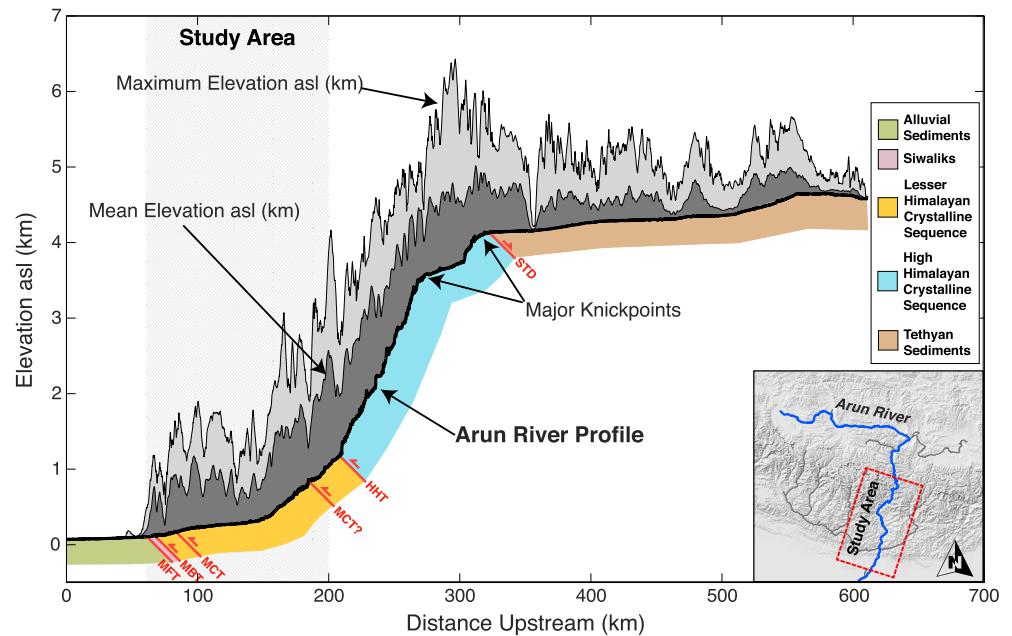 7
6
5
4
3
2
1
0
Elevation asl (km)
Study Area
Maximum Elevation asl (km)
Mean Elevation asl (km)
STD
Major Knickpoints
Arun River Profile
HHT
MCT?
MCT
MBT
MFT
Alluvial
Sediments
Siwaliks
Lesser
Himalayan
Crystalline
Sequence
High
Himalayan
Crystalline
Sequence
Tethyan
Sediments
Arun River
Study Area
N
0
100
200
300
400
500
600
700
Distance Upstream (km)